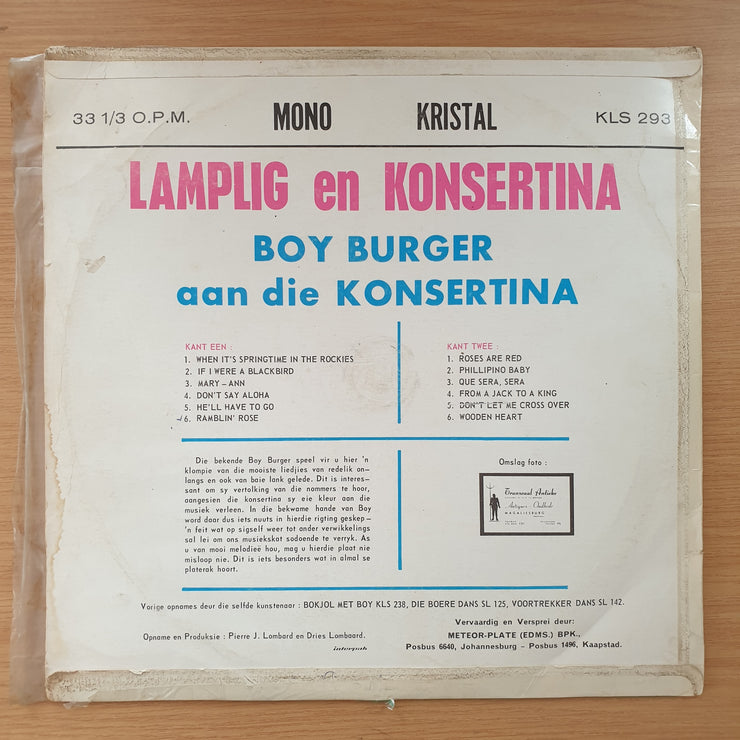 33 1/3 O.P.M. MONO KRISTAL KLS 293
LAMPLIG en KONSERTINA
BOY BURGER
aan die KONSERTINA
KANT EEN :
1. WHEN IT'S SPRINGTIME IN THE ROCKIES
2. IF I WERE A BLACKBIRD
3. MARY – ANN
4. DON'T SAY ALOHA
5. HE'LL HAVE TO GO
6. RAMBLIN' ROSE
KANT TWEE :
1. ROSES ARE RED
2. PHILLIPINO BABY
3. QUE SERA, SERA
4. FROM A JACK TO A KING
5. DON'T LET ME CROSS OVER
6. WOODEN HEART
Die bekende Boy Burger speel vir u hier 'n
klompie van die mooiste liedjies van redelik on-
langs en ook van baie lank gelede. Dit is interes-
sant om sy vertolking van die nommers te hoor,
aangesien die konsertina sy eie kleur aan die
musiek verleen. In die bekwame hande van Boy
word daar dus iets nuuts in hierdie rigting geskep –
'n feit wat op sigself weer tot ander verwikkelings
sal lei om ons musiekskat sodoende te verryk. As
u van mooi melodieë hou, mag u hierdie plaat nie
misloop nie. Dit is iets besonders wat in almal se
platerak hoort.
Omslag foto :
Transvaal Antieke
Antiques - Oudhede
MAGALIESBURG
Vorige opnames deur die selfde kunstenaar : BOKJOL MET BOY KLS 238, DIE BOERE DANS SL 125, VOORTREKKER DANS SL 142.
Opname en Produksie : Pierre J. Lombard en Dries Lombaard.
interpak
Vervaardig en Versprei deur:
METEOR-PLATE (EDMS.) BPK.,
Posbus 6640, Johannesburg – Posbus 1496, Kaapstad.